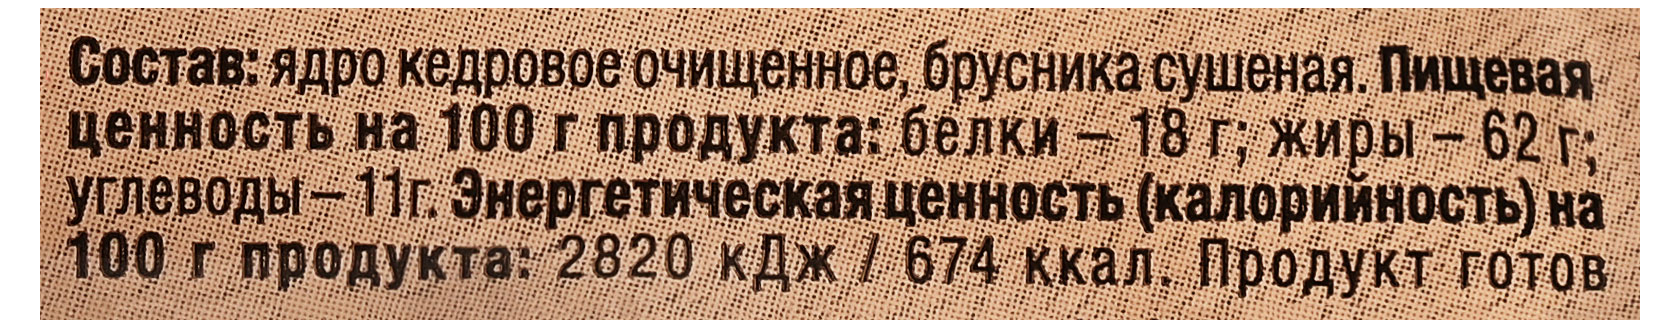 Состав: ядро кедровое очищенное, брусника сушеная. Пищевая
ценность на 100 г продукта: белки – 18 г; жиры – 62 г;
углеводы – 11г. Энергетическая ценность (калорийность) на
100 г продукта: 2820 кДж / 674 ккал. Продукт готов